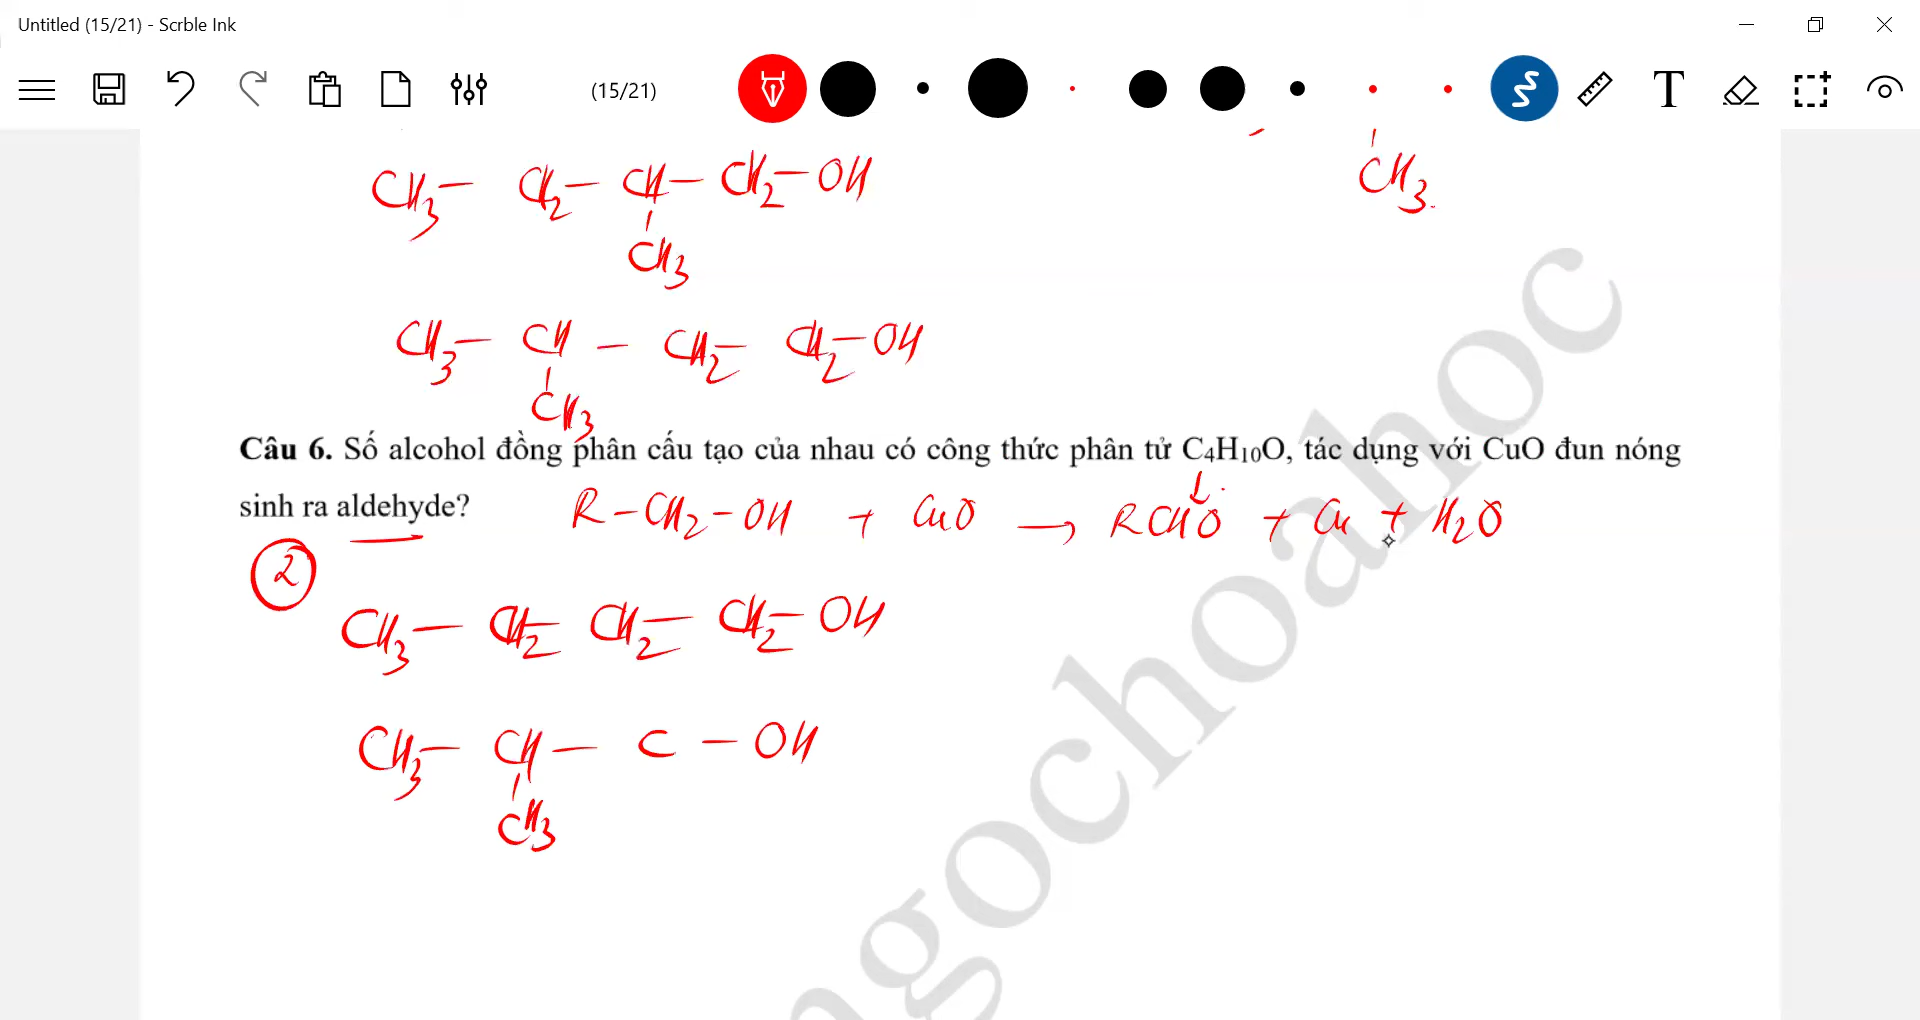 Untitled (15/21) - Scrble Ink
(15/21)
T
CH3 - CH2 - CH - CH2 - OH
CH3
CH3
CH3 - CH - CH2 - CH2 - OH
CH3
Câu 6. Số alcohol đồng phân cấu tạo của nhau có công thức phân tử C4H10O, tác dụng với CuO đun nóng
sinh ra aldehyde?
R - CH2 - OH + CuO → RCHO + Cu + H2O
2
CH3 - CH2 - CH2 - CH2 - OH
CH3 - CH - C - OH
CH3
ngochoahoc